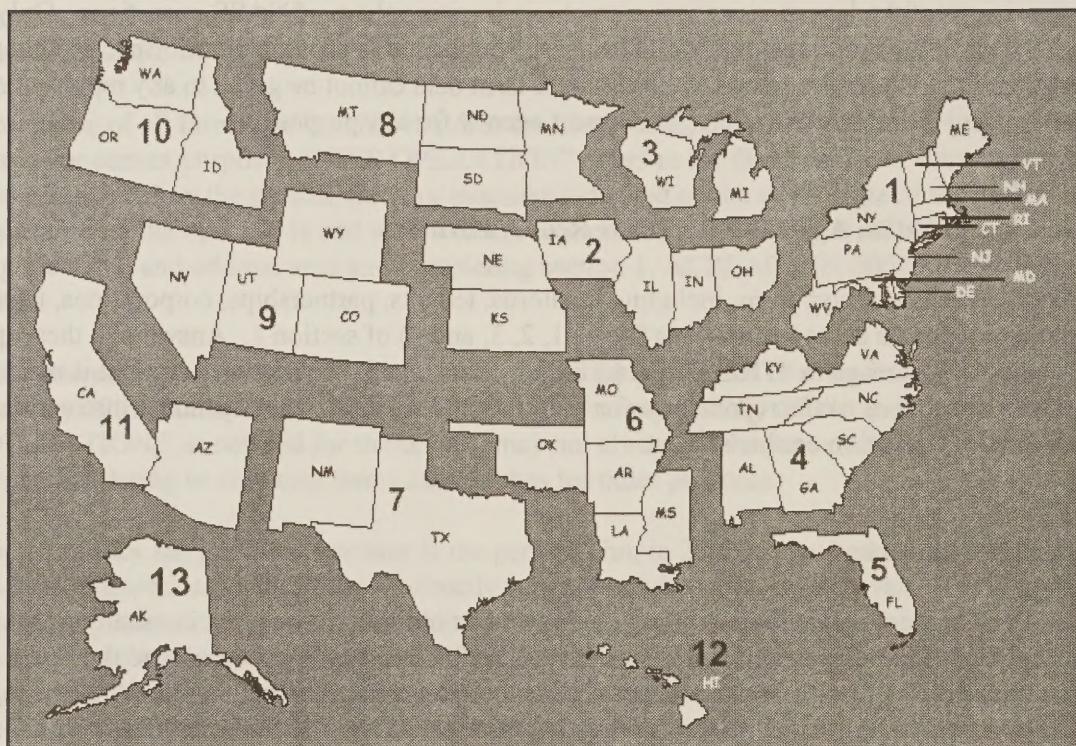 WA
OR
10
ID
MT
8
ND
MN
SD
WY
NV
UT
9
CO
CA
11
AZ
NM
7
TX
NE
KS
OK
IA
2
IL
IN
OH
3
WI
MI
MO
6
AR
LA
MS
ME
1
NY
PA
WV
VT
NH
MA
RI
CT
NJ
MD
DE
VA
KY
NC
TN
SC
AL
4
GA
5
FL
13
AK
12
HI